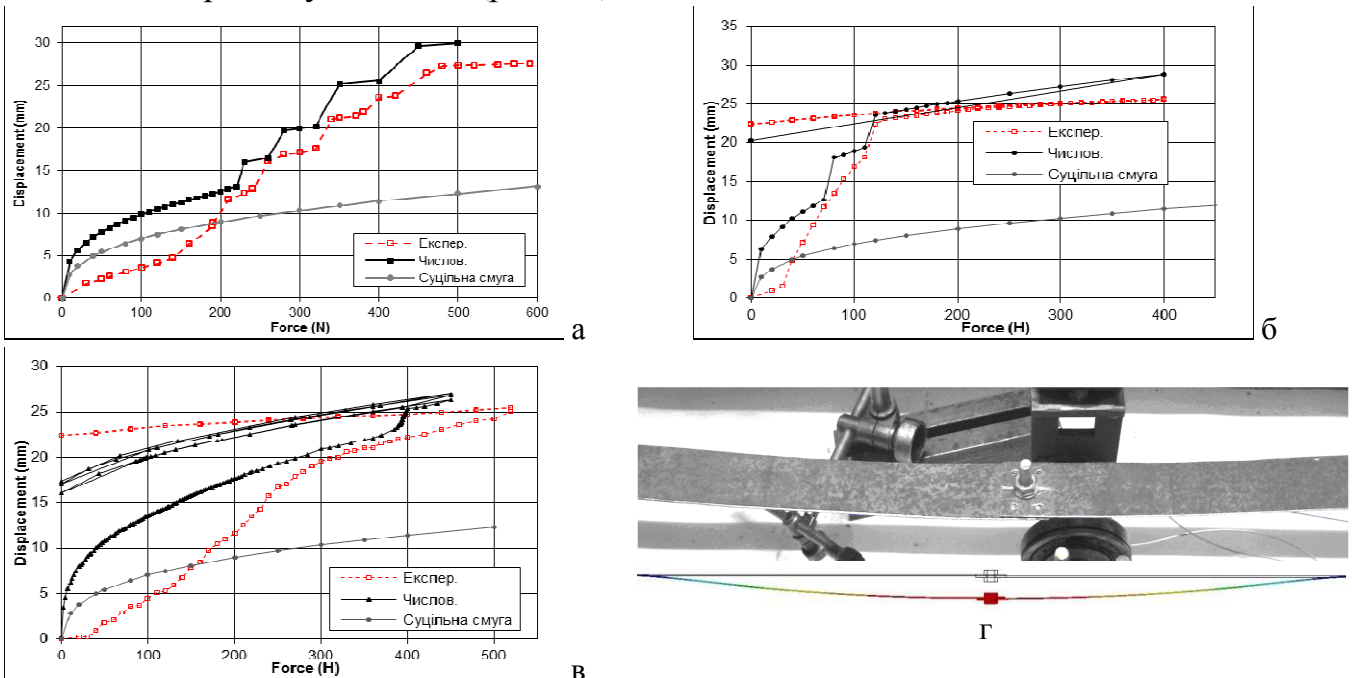 30
25
20
15
10
5
0
Displacement (mm)
0 100 200 300 400 500 600
Force (N)
Експер.
Числов.
Суцільна смуга
а
35
30
25
20
15
10
5
0
Displacement (mm)
0 100 200 300 400
Force (H)
Експер.
Числов.
Суцільна смуга
б
30
25
20
15
10
5
0
Displacement (mm)
0 100 200 300 400 500
Force (H)
Експер.
Числов.
Суцільна смуга
в
г